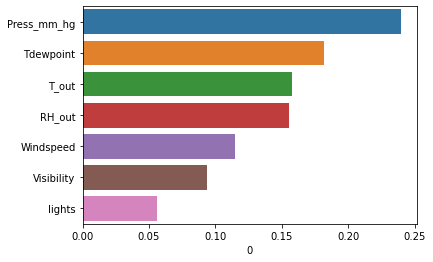 Press_mm_hg
Tdewpoint
T_out
RH_out
Windspeed
Visibility
lights
0.00 0.05 0.10 0.15 0.20 0.25
0